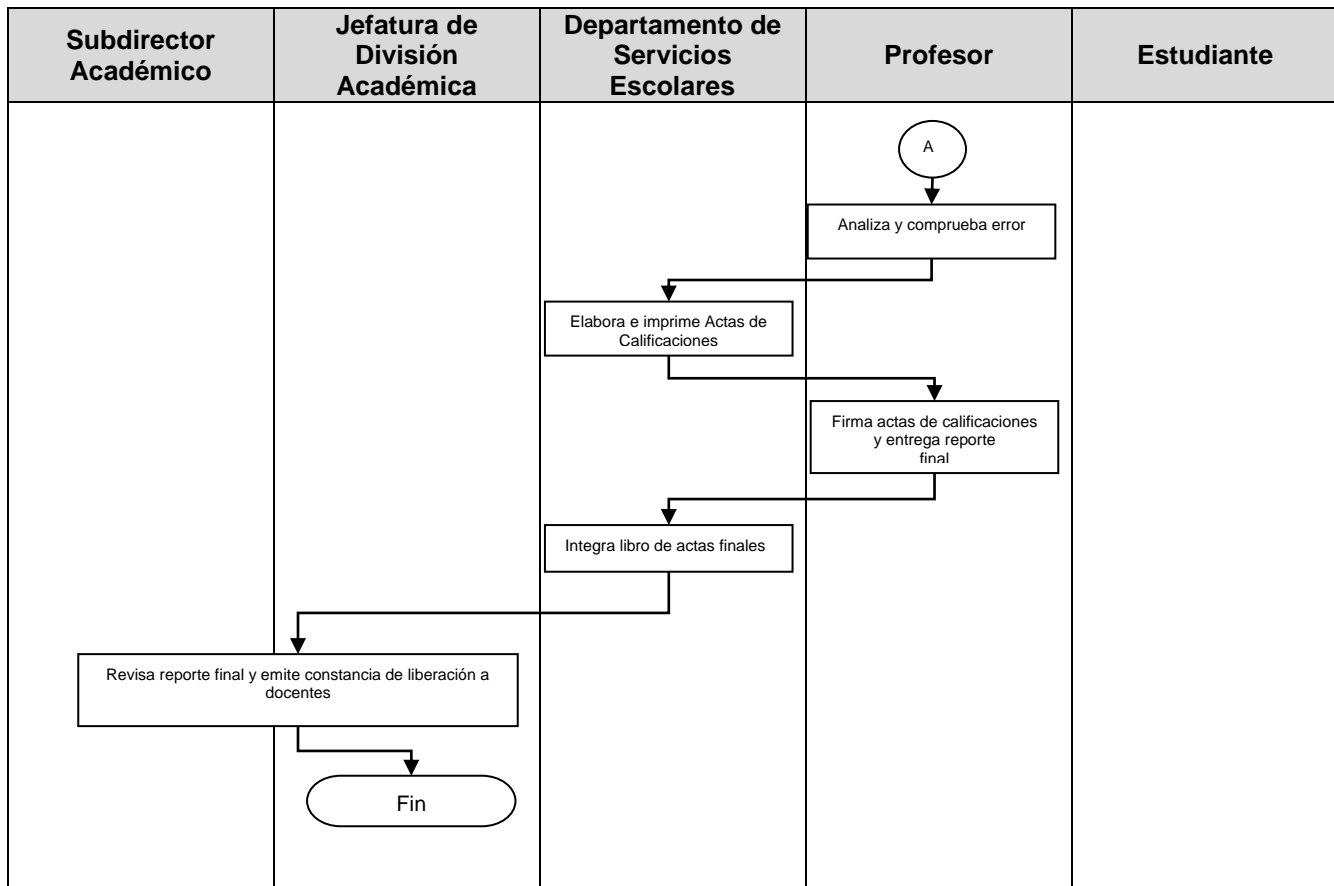 Subdirector
Académico
Jefatura de
División
Académica
Departamento de
Servicios
Escolares
Profesor
Estudiante
A
Analiza y comprueba error
Elabora e imprime Actas de
Calificaciones
Firma actas de calificaciones
y entrega reporte
final
Integra libro de actas finales
Revisa reporte final y emite constancia de liberación a
docentes
Fin